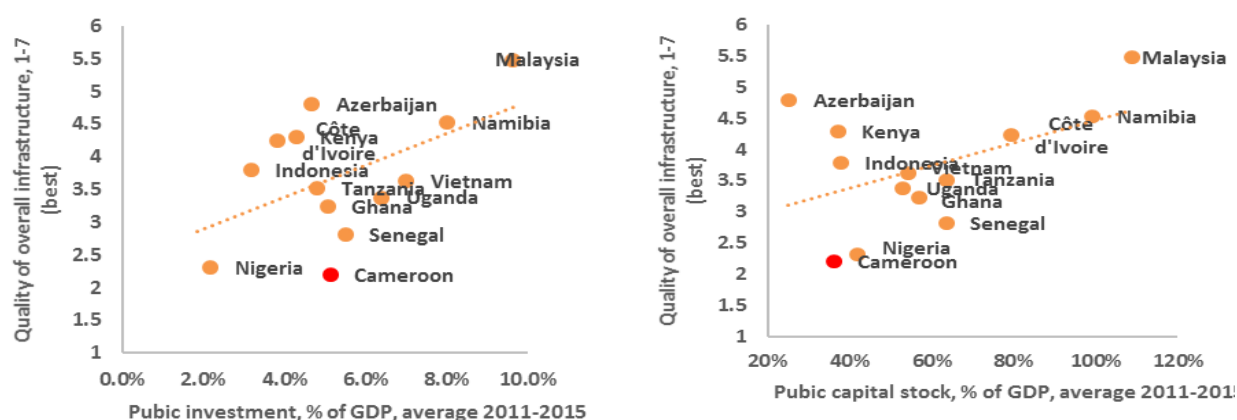 Quality of overall infrastructure, 1-7
(best)
6
5.5
5
4.5
4
3.5
3
2.5
2
1.5
1
Malaysia
Azerbaijan
Namibia
Côte
d'Ivoire
Kenya
Indonesia
Vietnam
Tanzania
Uganda
Ghana
Senegal
Nigeria
Cameroon
0.0%
2.0%
4.0%
6.0%
8.0%
10.0%
Pubic investment, % of GDP, average 2011-2015
Quality of overall infrastructure, 1-7
(best)
6
5.5
5
4.5
4
3.5
3
2.5
2
1.5
1
Malaysia
Azerbaijan
Namibia
Kenya
Côte
d'Ivoire
Indonesia
Vietnam
Tanzania
Uganda
Ghana
Senegal
Nigeria
Cameroon
20%
40%
60%
80%
100%
120%
Pubic capital stock, % of GDP, average 2011-2015